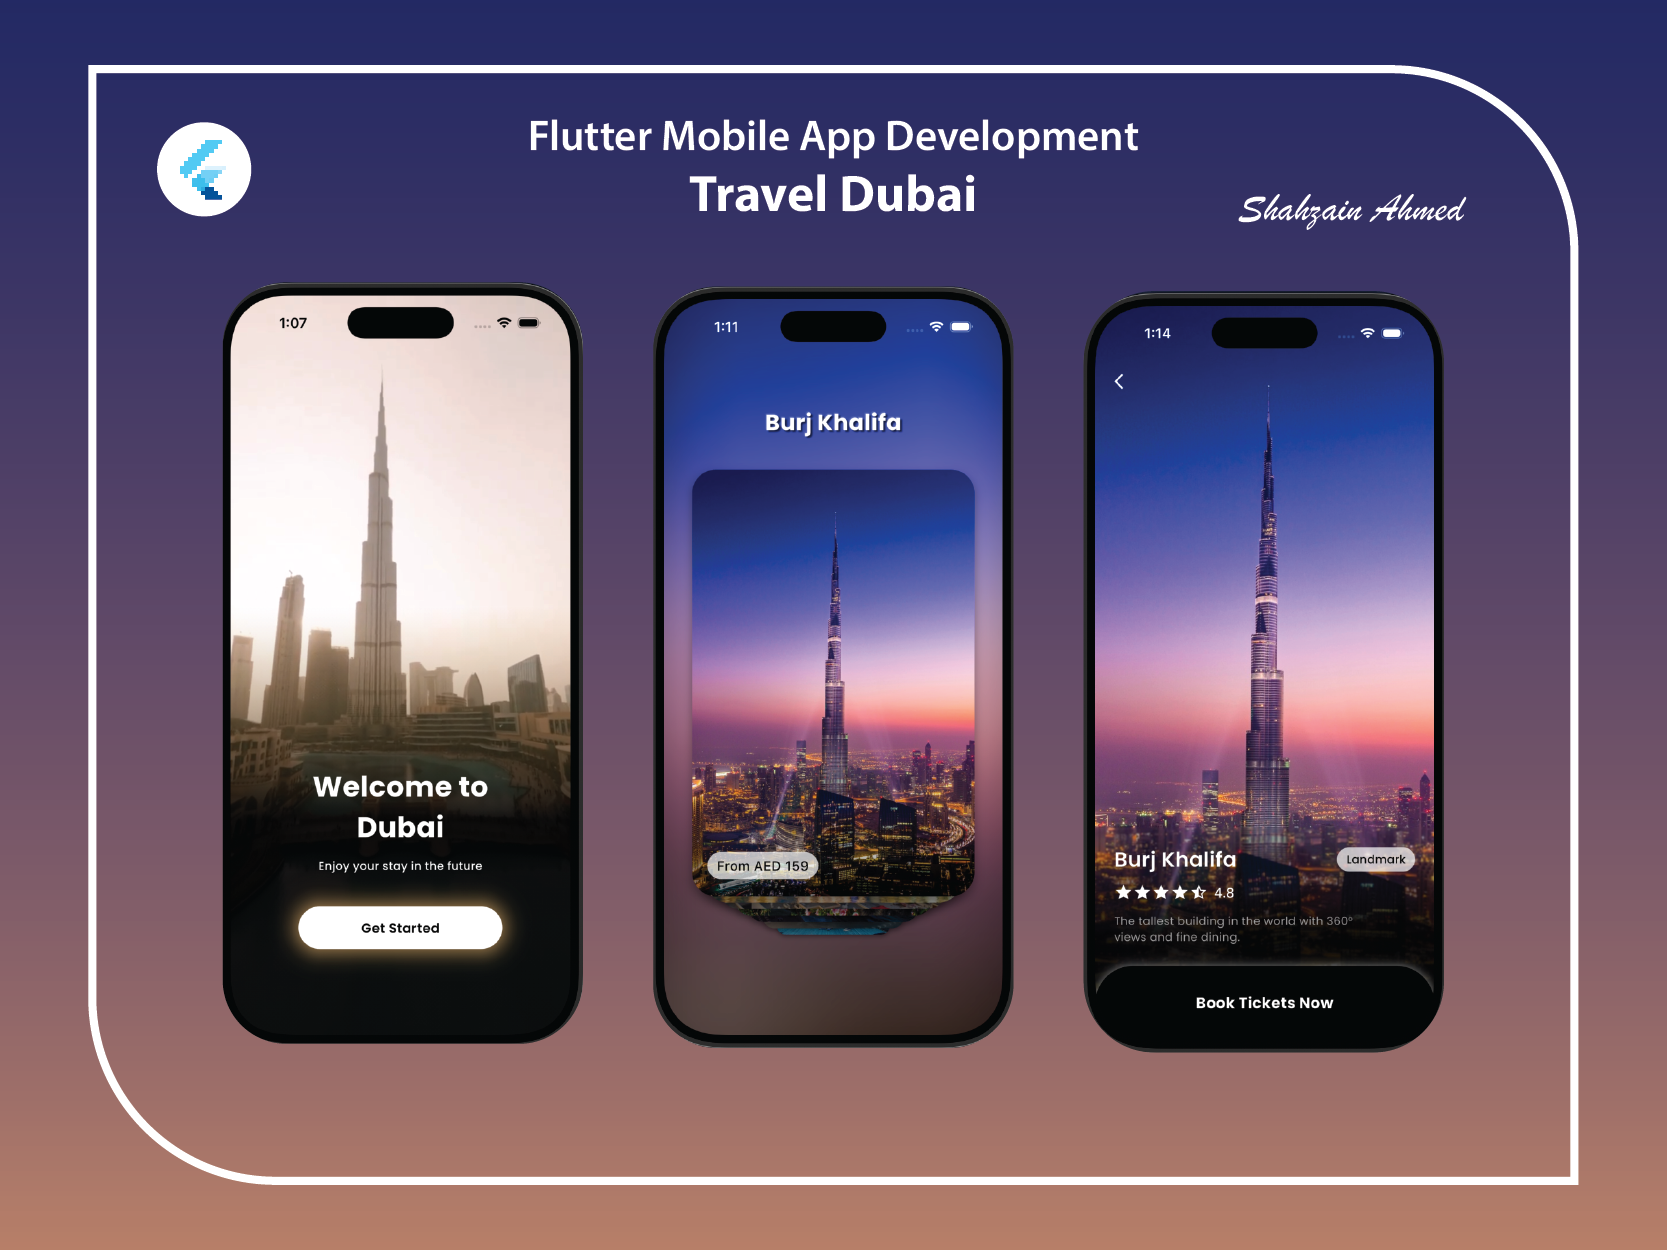 Flutter Mobile App Development
Travel Dubai
Shahzain Ahmed
1:07
Welcome to
Dubai
Enjoy your stay in the future
Get Started
1:11
Burj Khalifa
From AED 159
1:14
Burj Khalifa
Landmark
4.8
The tallest building in the world with 360°
views and fine dining.
Book Tickets Now